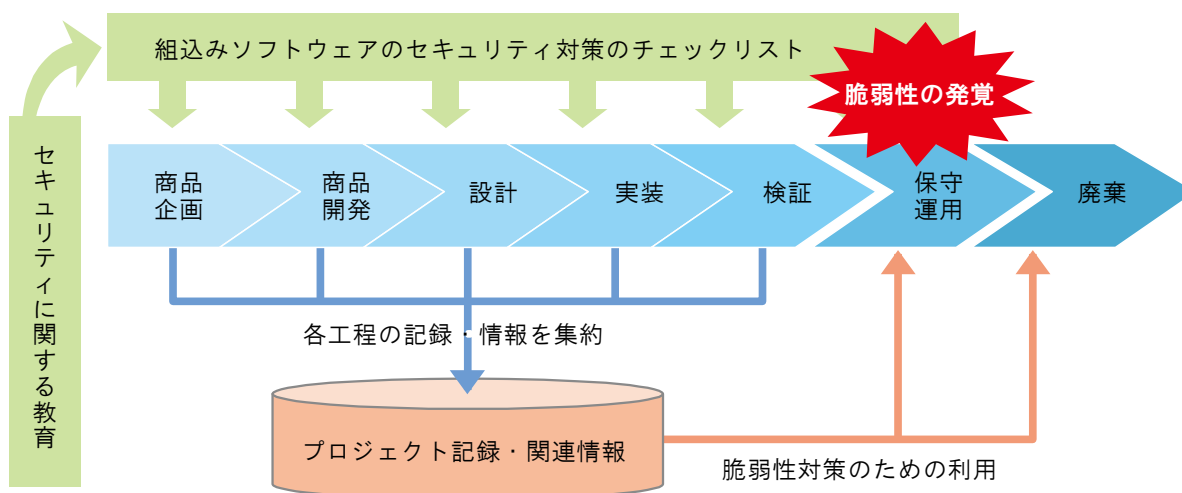 組込みソフトウェアのセキュリティ対策のチェックリスト
脆弱性の発覚
セキュリティに関する教育
商品
企画
商品
開発
設計
実装
検証
保守
運用
廃棄
各工程の記録・情報を集約
プロジェクト記録・関連情報
脆弱性対策のための利用